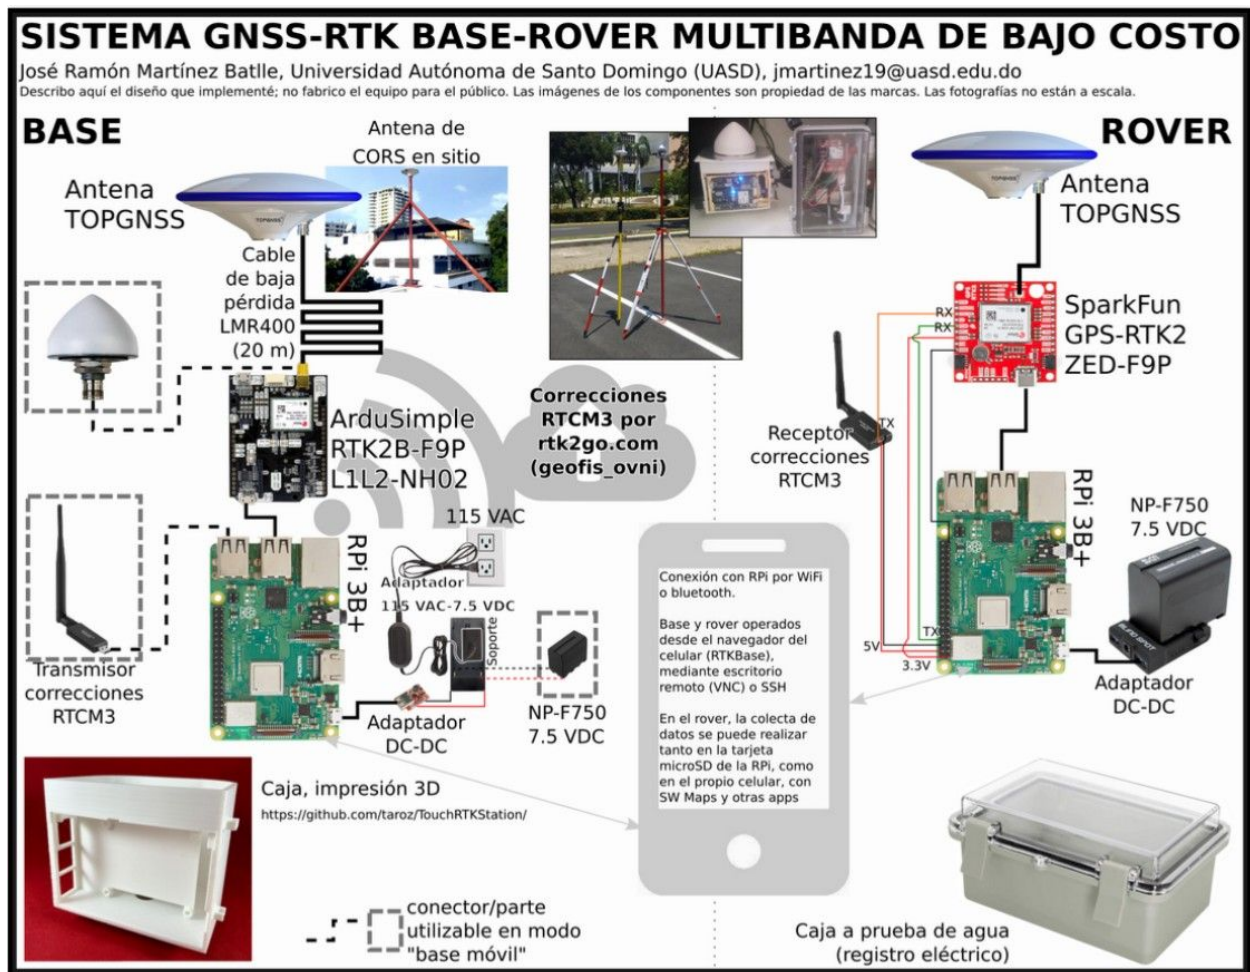 SISTEMA GNSS-RTK BASE-ROVER MULTIBANDA DE BAJO COSTO
José Ramón Martínez Batlle, Universidad Autónoma de Santo Domingo (UASD), jmartinez19@uasd.edu.do
Describo aquí el diseño que implementé; no fabrico el equipo para el público. Las imágenes de los componentes son propiedad de las marcas. Las fotografías no están a escala.
BASE
Antena
TOPGNSS
TOPGNSS
Antena de
CORS en sitio
Cable
de baja
pérdida
LMR400
(20 m)
ArduSimple
RTK2B-F9P
L1L2-NH02
RPi 3B+
Transmisor
correcciones
RTCM3
115 VAC
Adaptador
115 VAC-7.5 VDC
Soporte
Adaptador
DC-DC
NP-F750
7.5 VDC
Caja, impresión 3D
https://github.com/taroz/TouchRTKStation/
conector/parte
utilizable en modo
"base móvil"
Correcciones
RTCM3 por
rtk2go.com
(geofis_ovni)
Conexión con RPi por WiFi
o bluetooth.
Base y rover operados
desde el navegador del
celular (RTKBase),
mediante escritorio
remoto (VNC) o SSH
En el rover, la colecta de
datos se puede realizar
tanto en la tarjeta
microSD de la RPi, como
en el propio celular, con
SW Maps y otras apps
ROVER
TOPGNSS
Antena
TOPGNSS
RX
RX
SparkFun
GPS-RTK2
ZED-F9P
TX
Receptor
correcciones
RTCM3
RPi 3B+
TX
5V
3.3V
NP-F750
7.5 VDC
BLIND SPOT
Adaptador
DC-DC
Caja a prueba de agua
(registro eléctrico)